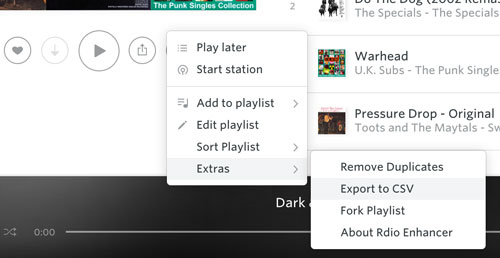 The Punk Singles Collection
2
Do The Dog (2002 Rema
The Specials - The Specials
Warhead
U.K. Subs - The Punk Single
Pressure Drop - Original
Toots and The Maytals - Sw
Play later
Start station
Add to playlist
Edit playlist
Sort Playlist
Extras
Remove Duplicates
Export to CSV
Fork Playlist
About Rdio Enhancer
Dark a
0:00